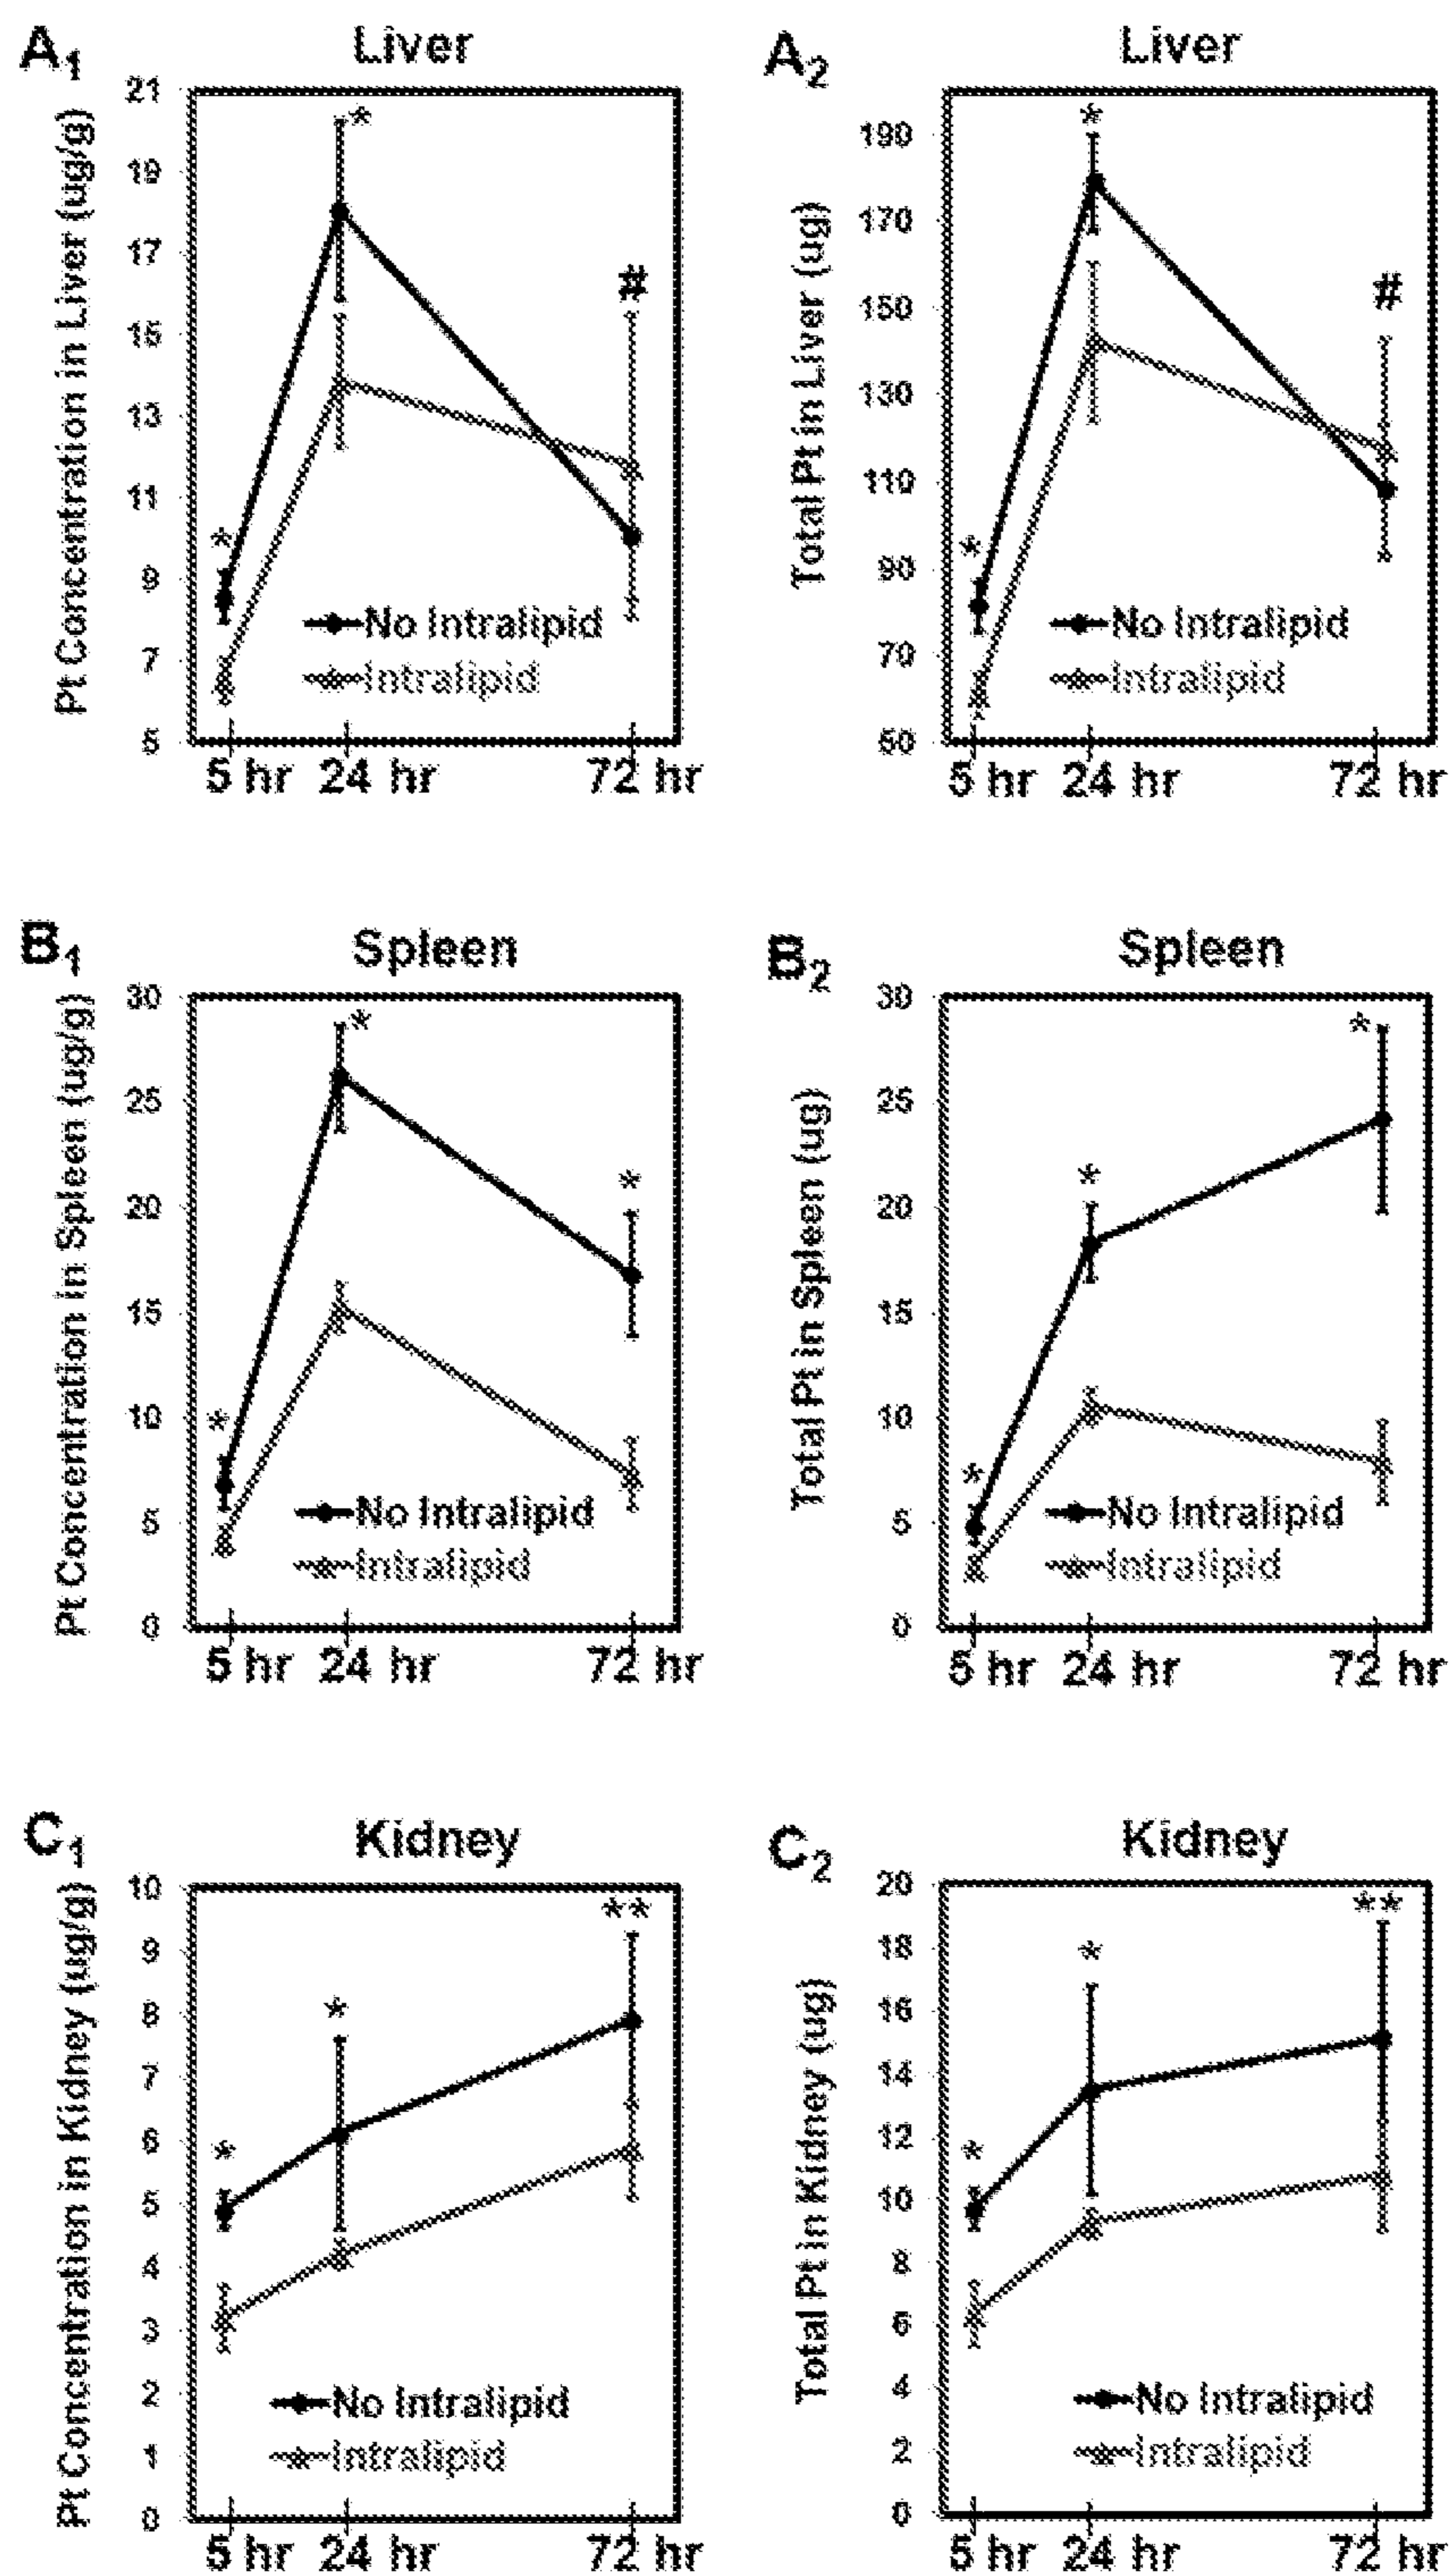 A1 Liver
Pt Concentration in Liver (ug/g)
21
19
17
15
13
11
9
7
5
*
*
#
No Intralipid
Intralipid
5 hr 24 hr 72 hr
A2 Liver
Total Pt in Liver (ug)
190
170
150
130
110
90
70
50
*
*
#
No Intralipid
Intralipid
5 hr 24 hr 72 hr
B1 Spleen
Pt Concentration in Spleen (ug/g)
30
25
20
15
10
5
0
*
*
*
No Intralipid
Intralipid
5 hr 24 hr 72 hr
B2 Spleen
Total Pt in Spleen (ug)
30
25
20
15
10
5
0
*
*
*
No Intralipid
Intralipid
5 hr 24 hr 72 hr
C1 Kidney
Pt Concentration in Kidney (ug/g)
10
9
8
7
6
5
4
3
2
1
0
*
*
**
No Intralipid
Intralipid
5 hr 24 hr 72 hr
C2 Kidney
Total Pt in Kidney (ug)
20
18
16
14
12
10
8
6
4
2
0
*
*
**
No Intralipid
Intralipid
5 hr 24 hr 72 hr